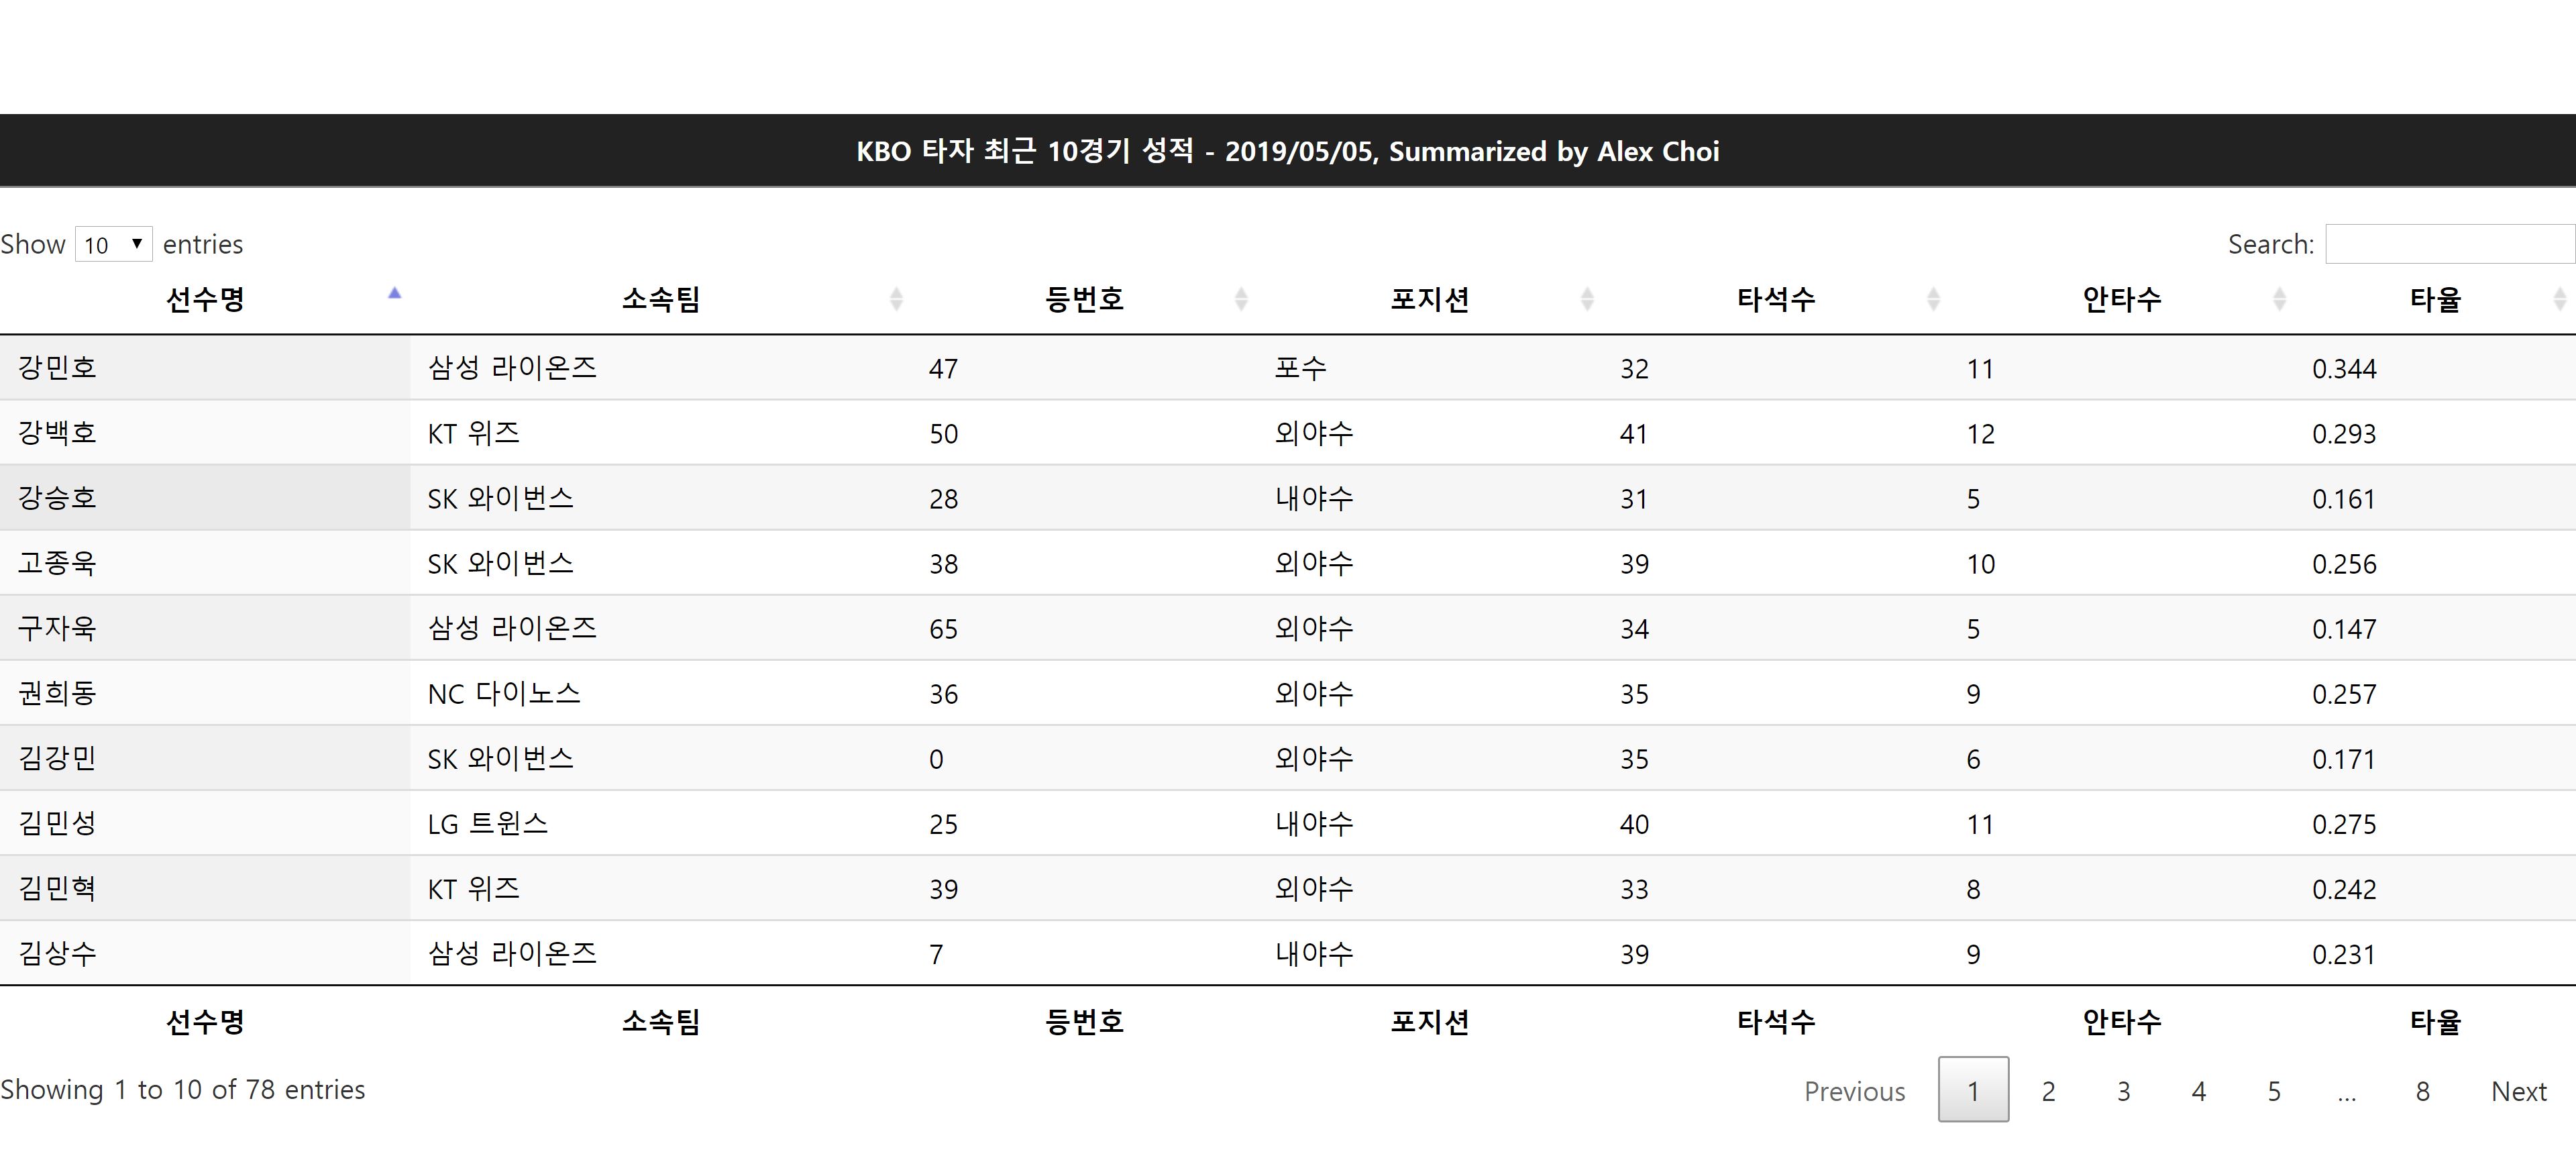 KBO 타자 최근 10경기 성적 - 2019/05/05, Summarized by Alex Choi
Show 10 entries Search:
선수명 소속팀 등번호 포지션 타석수 안타수 타율
강민호 삼성 라이온즈 47 포수 32 11 0.344
강백호 KT 위즈 50 외야수 41 12 0.293
강승호 SK 와이번스 28 내야수 31 5 0.161
고종욱 SK 와이번스 38 외야수 39 10 0.256
구자욱 삼성 라이온즈 65 외야수 34 5 0.147
권희동 NC 다이노스 36 외야수 35 9 0.257
김강민 SK 와이번스 0 외야수 35 6 0.171
김민성 LG 트윈스 25 내야수 40 11 0.275
김민혁 KT 위즈 39 외야수 33 8 0.242
김상수 삼성 라이온즈 7 내야수 39 9 0.231
선수명 소속팀 등번호 포지션 타석수 안타수 타율
Showing 1 to 10 of 78 entries Previous 1 2 3 4 5 ... 8 Next